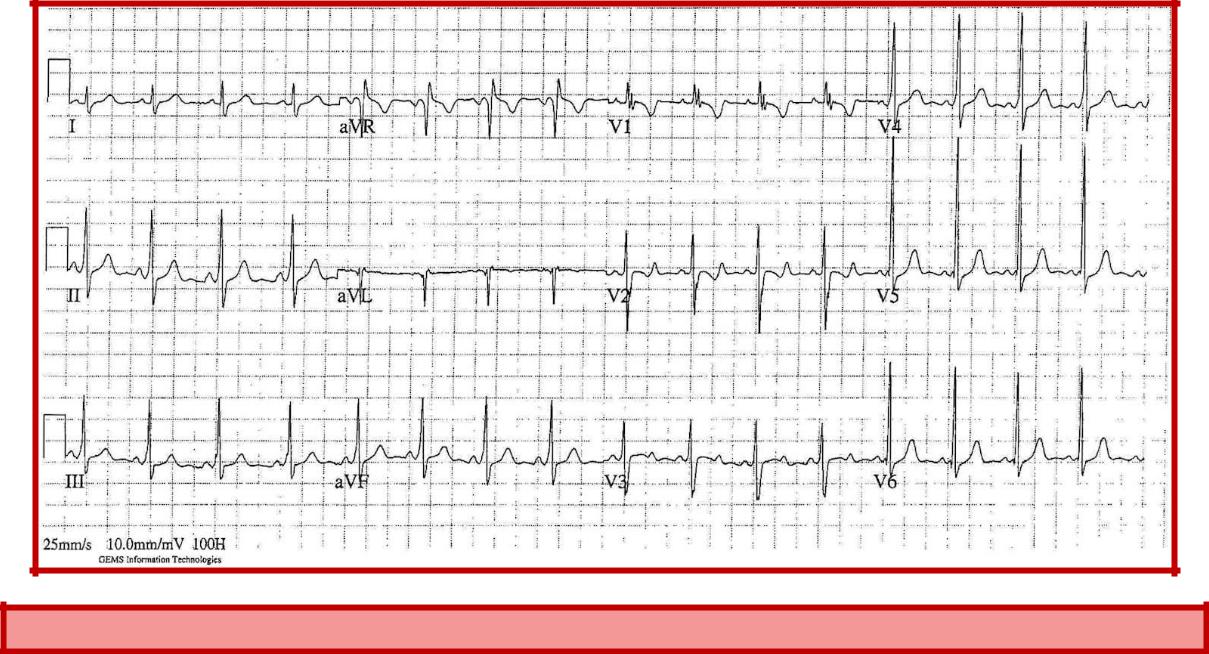 I aVR V1 V4
II aVL V2 V5
III aVF V3 V6
25mm/s 10.0mm/mV 100H
GEMS Information Technologies